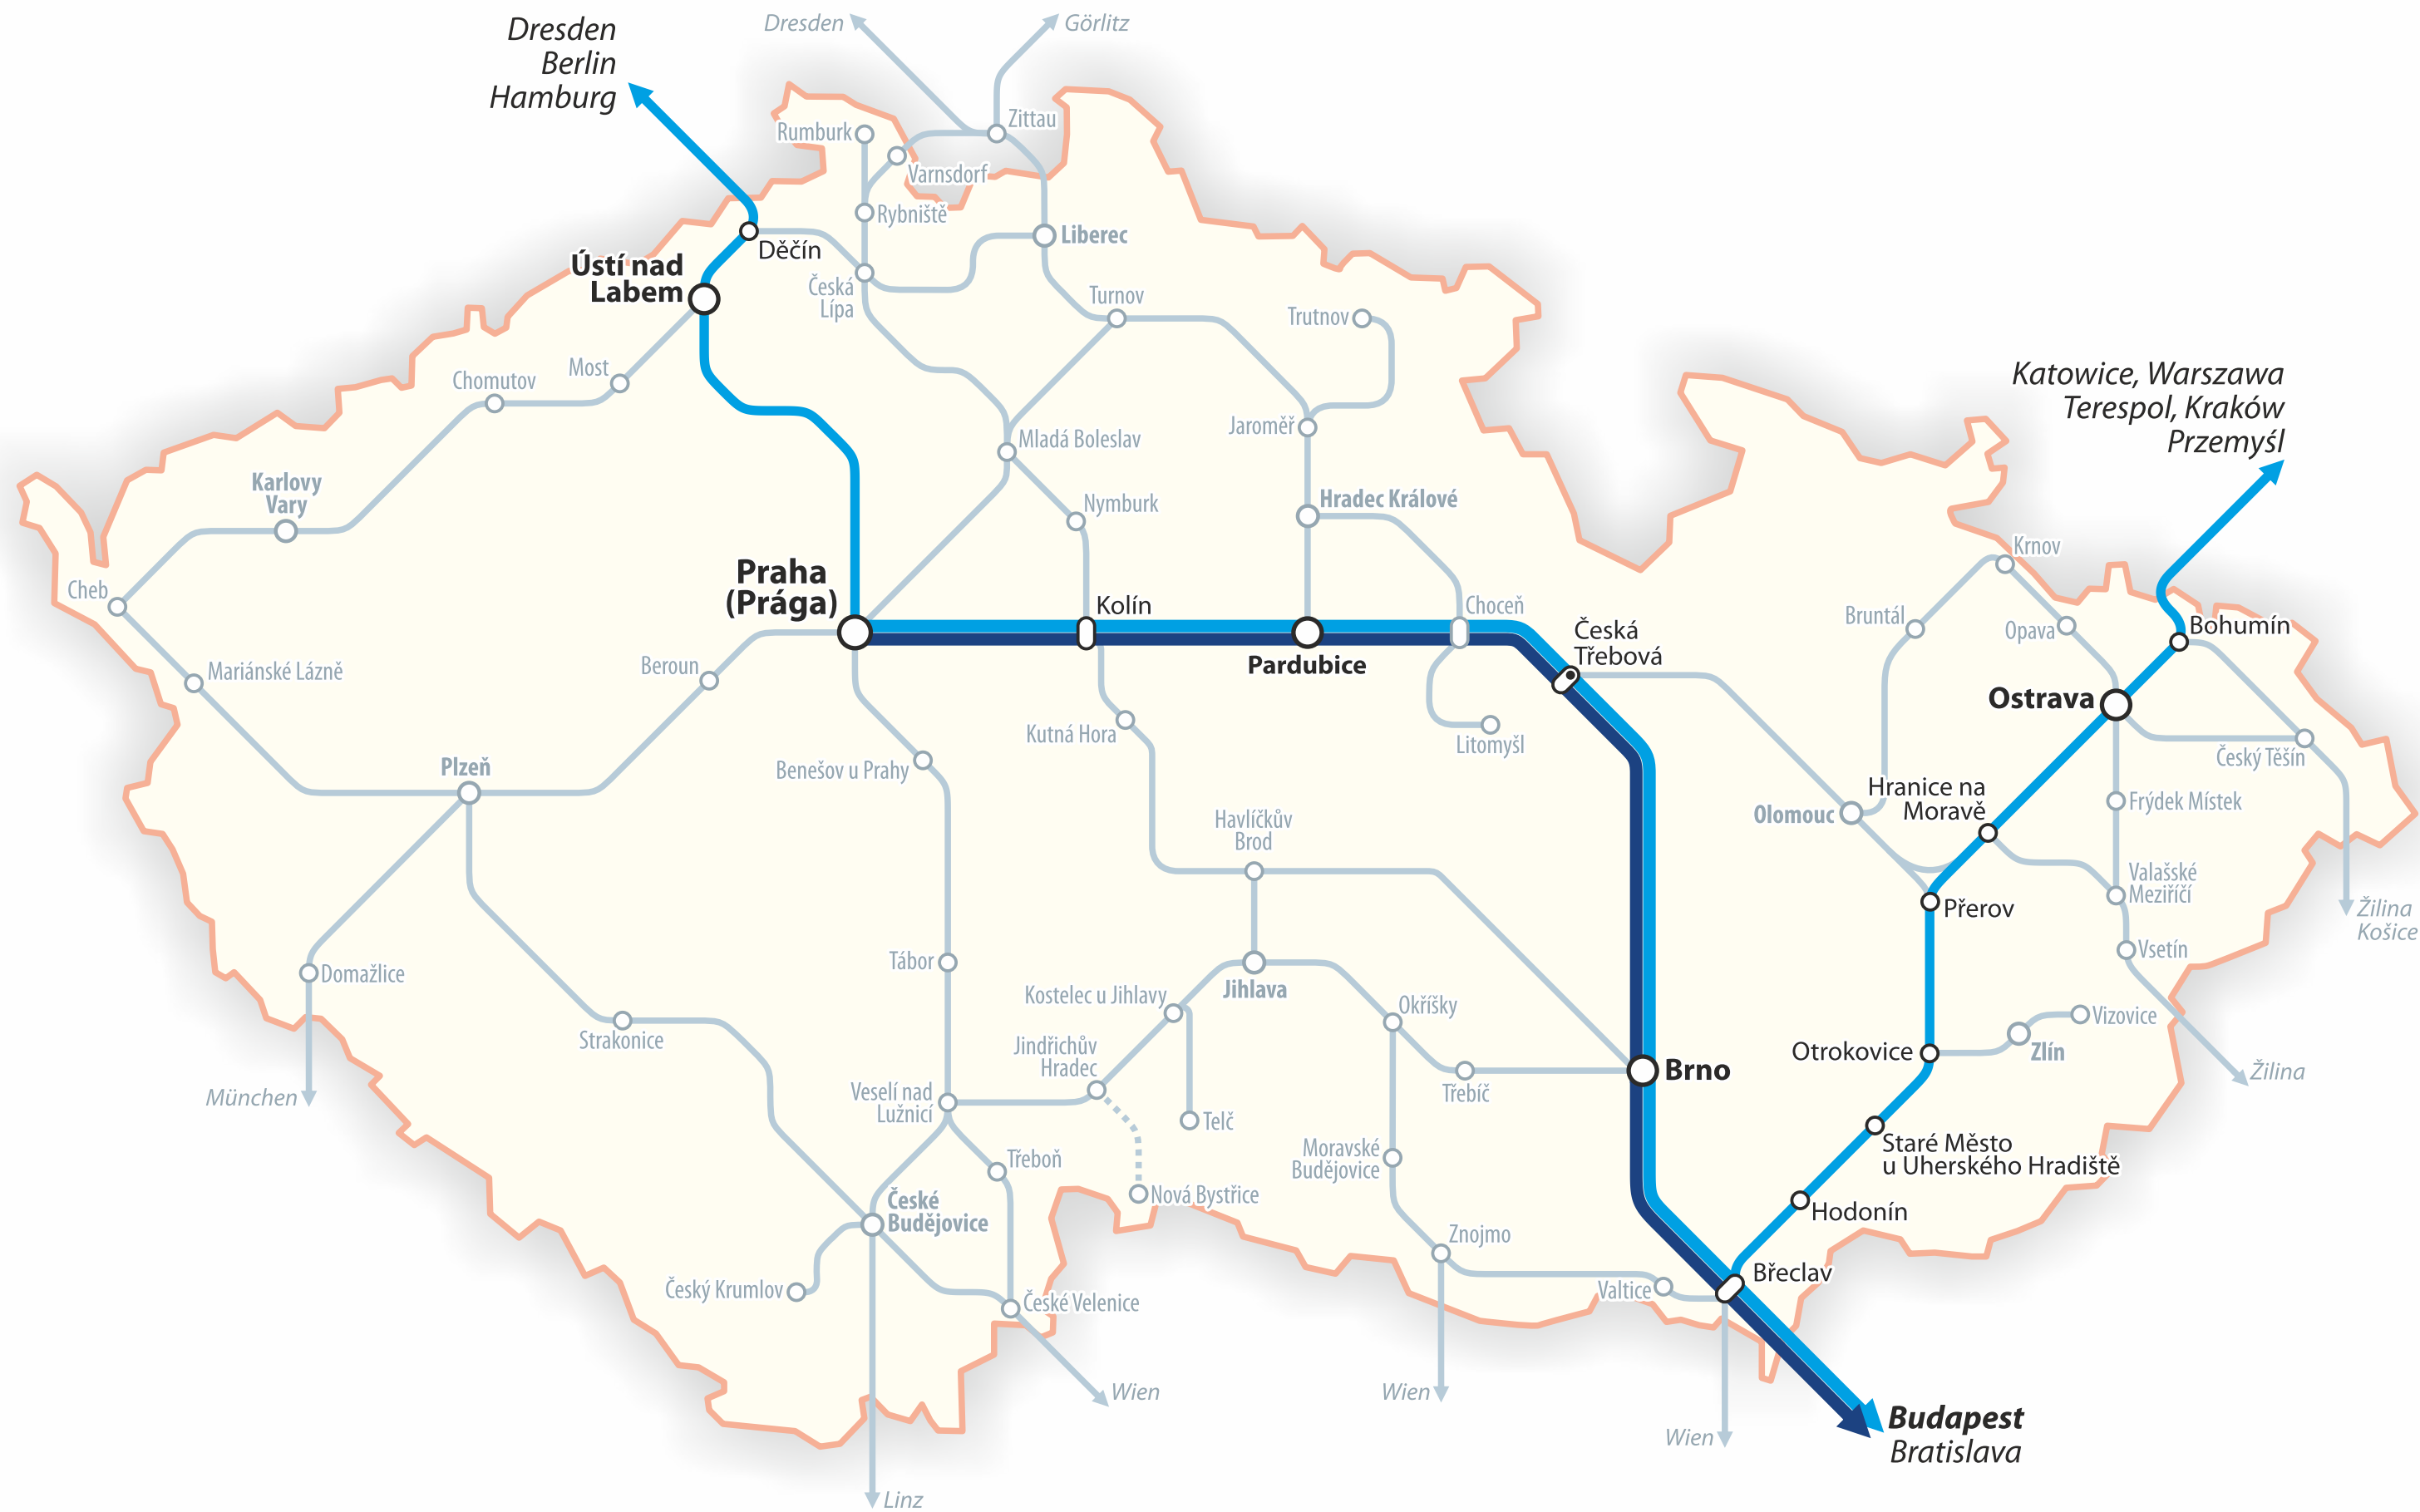 Dresden
Berlin
Hamburg
Dresden
Görlitz
Rumburk
Zittau
Varnsdorf
Rybniště
Liberec
Děčín
Ústí nad
Labem
Česká
Lípa
Turnov
Trutnov
Most
Chomutov
Katowice, Warszawa
Terespol, Kraków
Przemyśl
Mladá Boleslav
Jaroměř
Karlovy
Vary
Nymburk
Hradec Králové
Krnov
Cheb
Praha
(Prága)
Kolín
Choceň
Česká
Třebová
Bruntál
Opava
Bohumín
Mariánské Lázně
Beroun
Pardubice
Ostrava
Kutná Hora
Litomyšl
Český Těšín
Plzeň
Benešov u Prahy
Hranice na
Moravě
Olomouc
Frýdek Místek
Havlíčkův
Brod
Valašské
Meziříčí
Přerov
Žilina
Košice
Domažlice
Tábor
Vsetín
Jihlava
Kostelec u Jihlavy
Okříšky
Vizovice
Strakonice
Jindřichův
Hradec
Otrokovice
Zlín
Brno
Žilina
München
Veselí nad
Lužnicí
Telč
Třebíč
Staré Město
u Uherského Hradiště
Třeboň
Moravské
Budějovice
Nová Bystřice
České
Budějovice
Hodonín
Znojmo
Břeclav
Český Krumlov
České Velenice
Valtice
Wien
Wien
Wien
Budapest
Bratislava
Linz